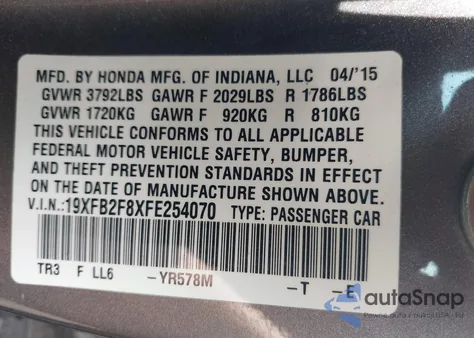 MFD. BY HONDA MFG. OF INDIANA, LLC 04/'15
GVWR 3792LBS GAWR F 2029LBS R 1786LBS
GVWR 1720KG GAWR F 920KG R 810KG
THIS VEHICLE CONFORMS TO ALL APPLICABLE
FEDERAL MOTOR VEHICLE SAFETY, BUMPER,
AND THEFT PREVENTION STANDARDS IN EFFECT
ON THE DATE OF MANUFACTURE SHOWN ABOVE.
V.I.N.:19XFB2F8XFE254070 TYPE: PASSENGER CAR
TR3 F LL6 –YR578M –T –E
autoSnap